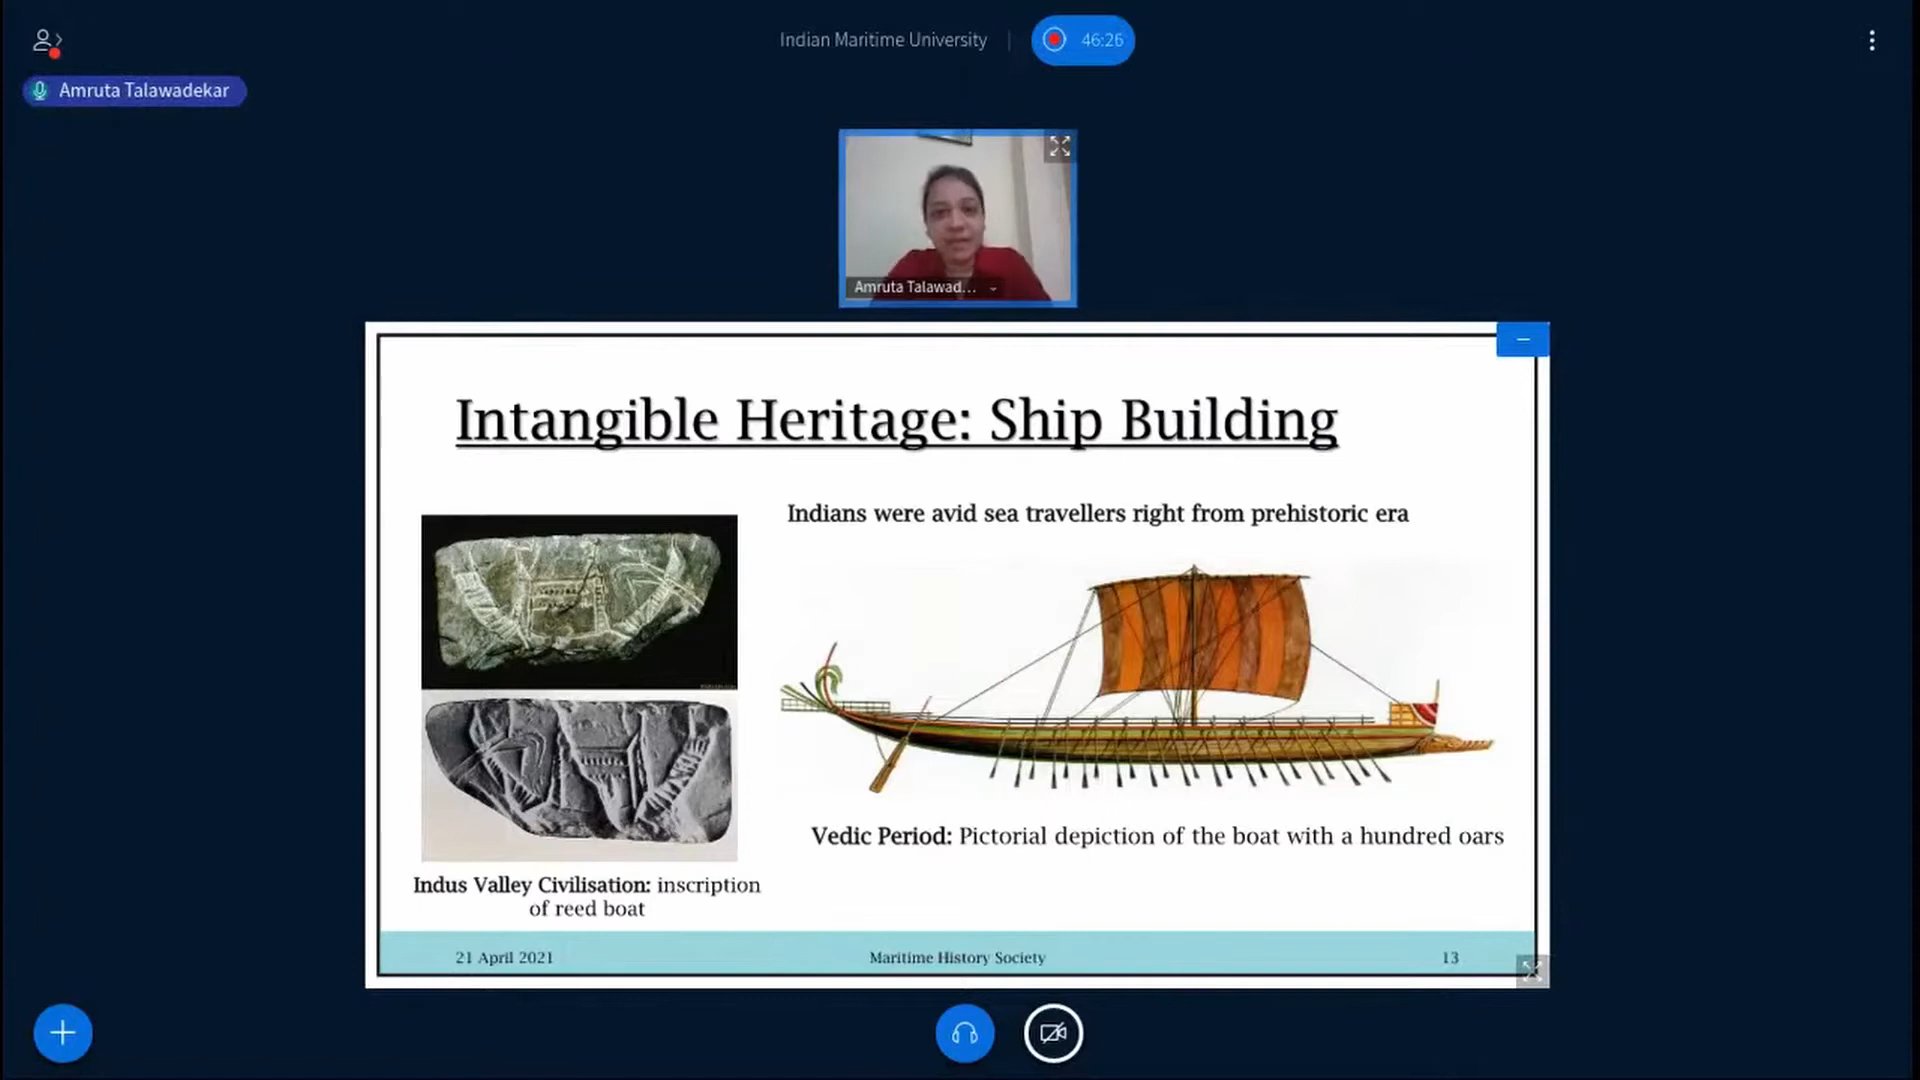 Indian Maritime University
46:26
Amruta Talawadekar
Amruta Talawad...
Intangible Heritage: Ship Building
Indians were avid sea travellers right from prehistoric era
Vedic Period: Pictorial depiction of the boat with a hundred oars
Indus Valley Civilisation: inscription
of reed boat
21 April 2021
Maritime History Society
13